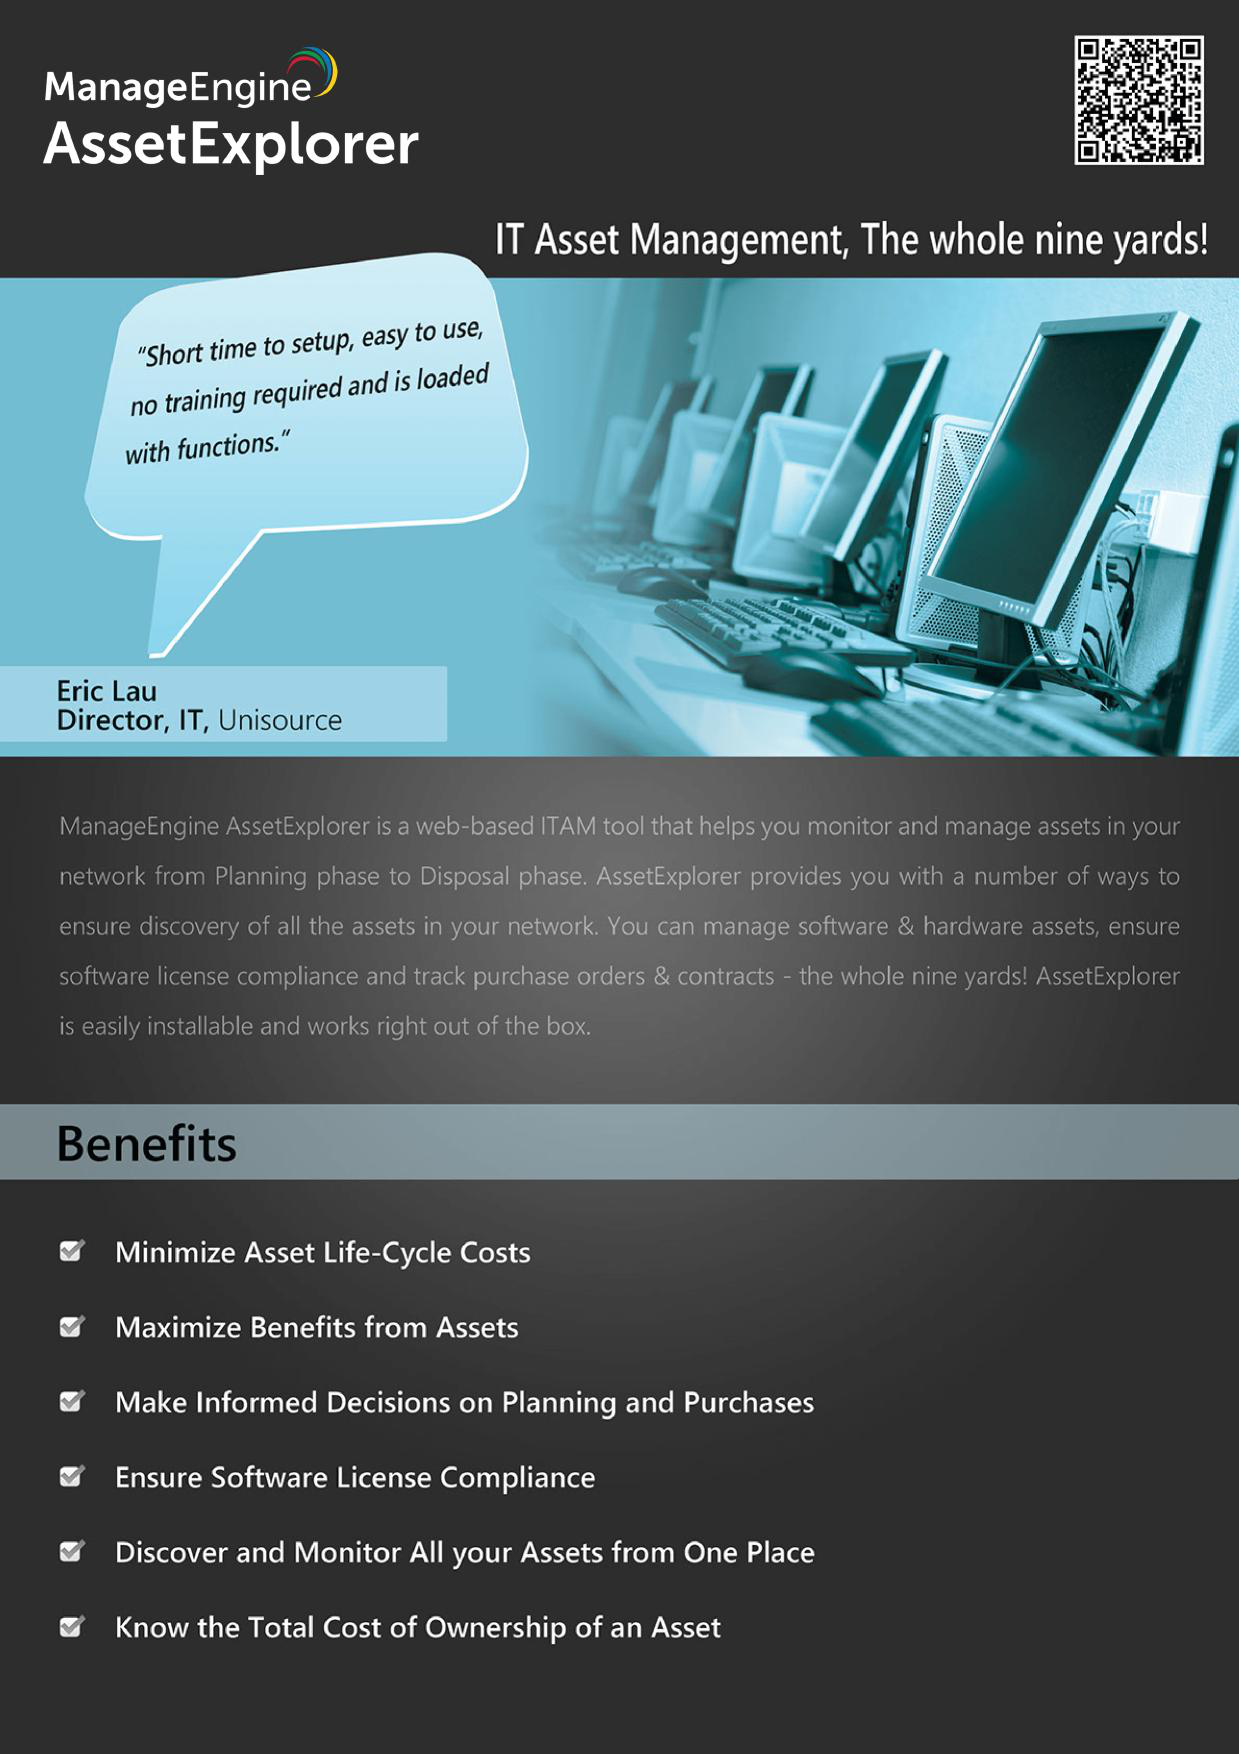 ManageEngine
AssetExplorer
IT Asset Management, The whole nine yards!
“Short time to setup, easy to use,
no training required and is loaded
with functions.”
Eric Lau
Director, IT, Unisource
ManageEngine AssetExplorer is a web-based ITAM tool that helps you monitor and manage assets in your
network from Planning phase to Disposal phase. AssetExplorer provides you with a number of ways to
ensure discovery of all the assets in your network. You can manage software & hardware assets, ensure
software license compliance and track purchase orders & contracts - the whole nine yards! AssetExplorer
is easily installable and works right out of the box.
Benefits
Minimize Asset Life-Cycle Costs
Maximize Benefits from Assets
Make Informed Decisions on Planning and Purchases
Ensure Software License Compliance
Discover and Monitor All your Assets from One Place
Know the Total Cost of Ownership of an Asset